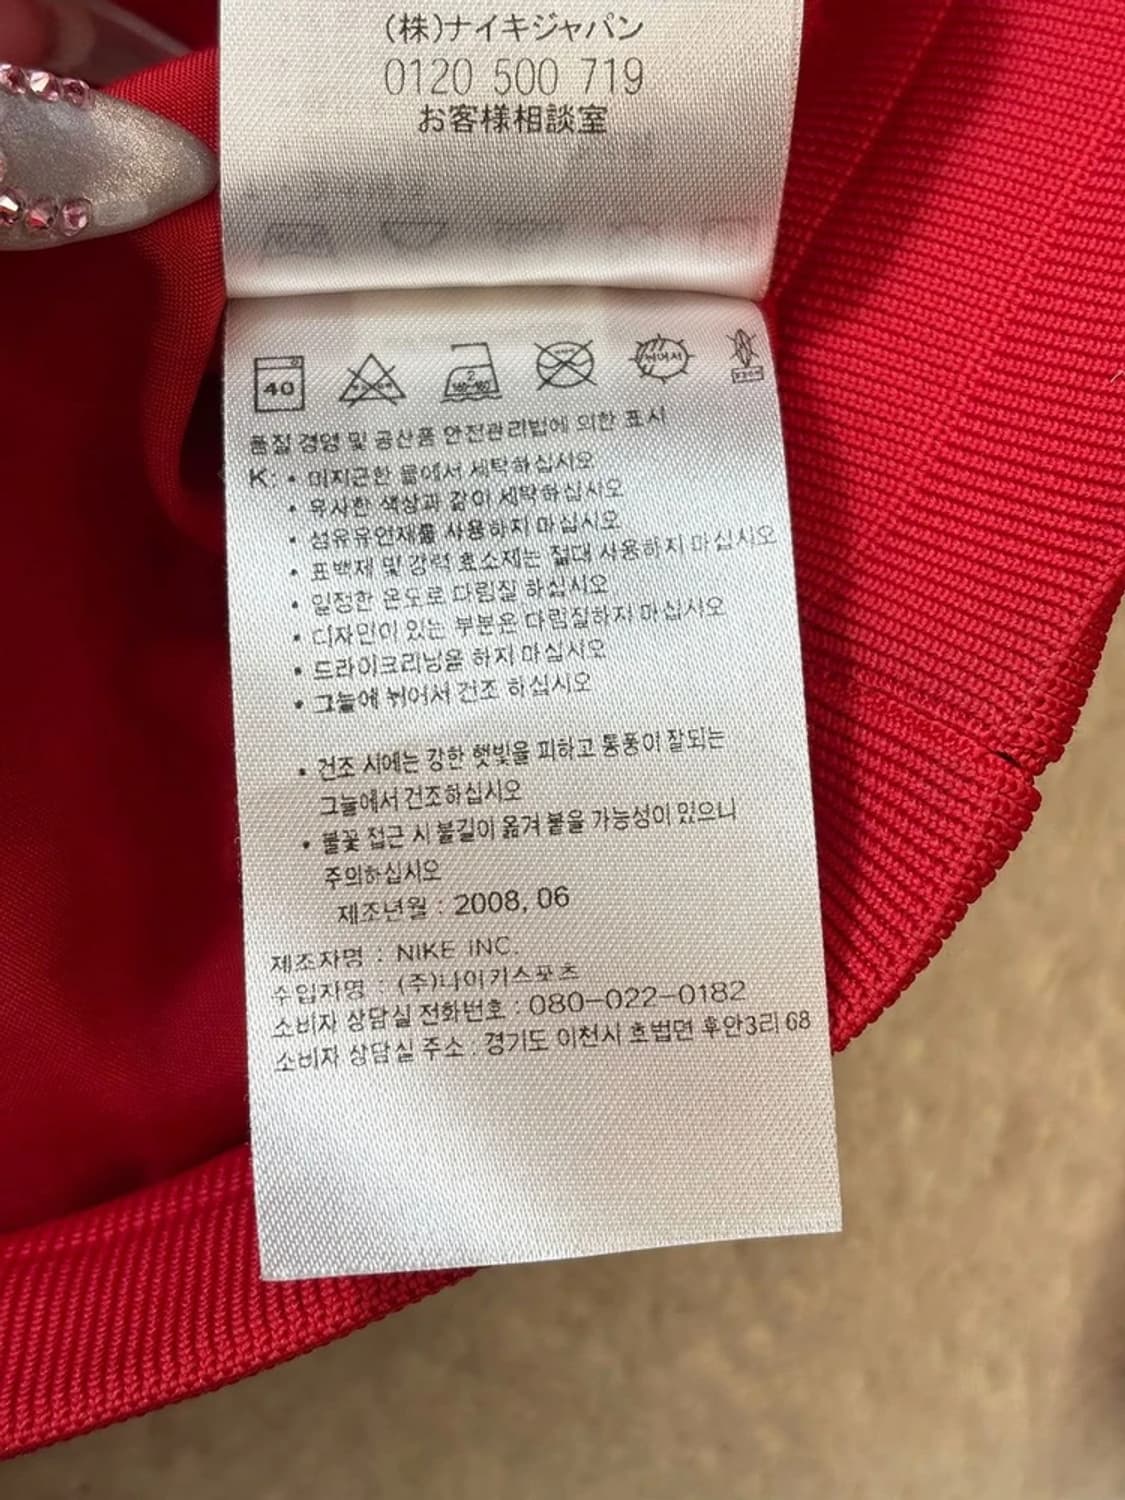 (株)ナイキジャパン
0120 500 719
お客様相談室
40
2
뉘어서
품질 경영 및 공산품 안전관리법에 의한 표시
K: • 미지근한 물에서 세탁하십시오
• 유사한 색상과 같이 세탁하십시오
• 섬유유연제를 사용하지 마십시오
• 표백제 및 강력 효소제는 절대 사용하지 마십시오
• 일정한 온도로 다림질 하십시오
• 디자인이 있는 부분은 다림질하지 마십시오
• 드라이크리닝을 하지 마십시오
• 그늘에 뉘어서 건조 하십시오
• 건조 시에는 강한 햇빛을 피하고 통풍이 잘되는
그늘에서 건조하십시오
• 불꽃 접근 시 불길이 옮겨 붙을 가능성이 있으니
주의하십시오
제조년월 : 2008, 06
제조자명 : NIKE INC.
수입자명 : (주)나이키스포츠
소비자 상담실 전화번호 : 080-022-0182
소비자 상담실 주소 : 경기도 이천시 호법면 후안3리 68